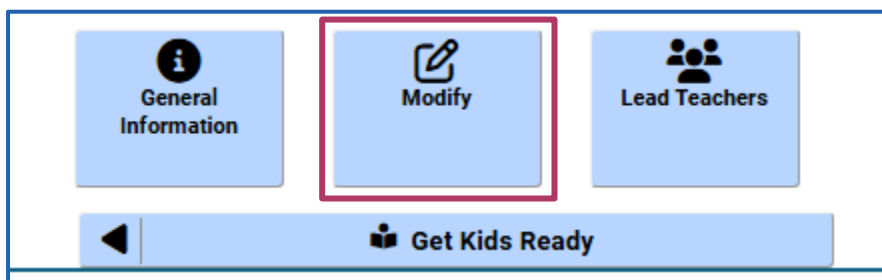 General
Information
Modify
Lead Teachers
Get Kids Ready